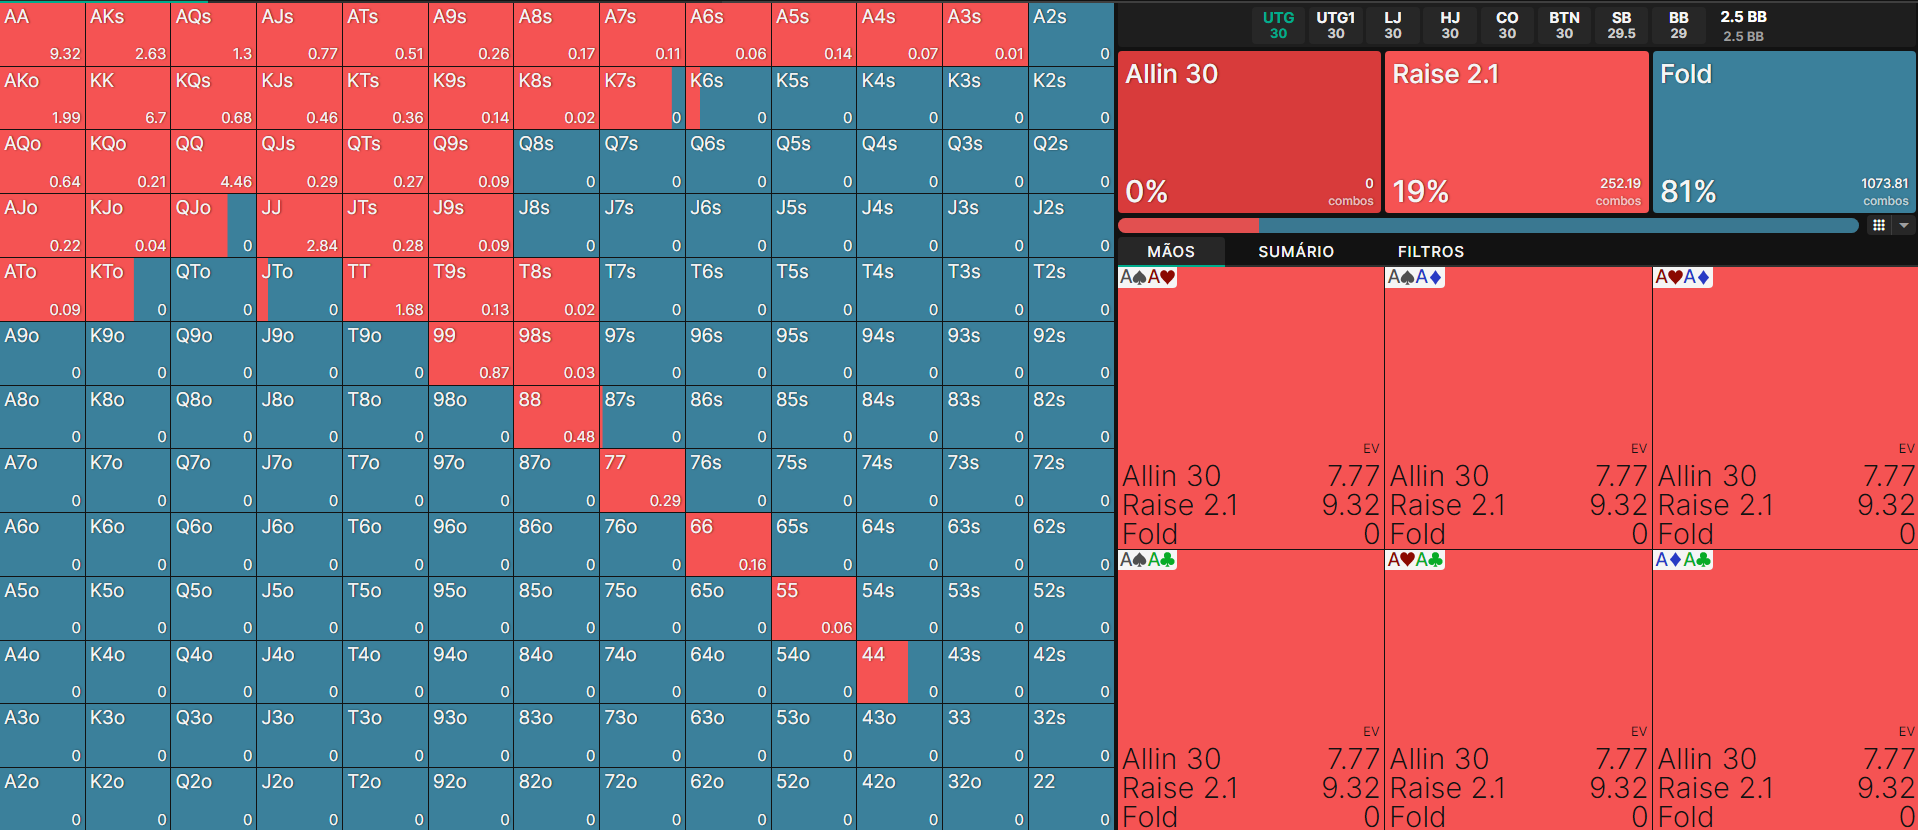 AA AKs AQs AJs ATs A9s A8s A7s A6s A5s A4s A3s A2s
9.32 2.63 1.3 0.77 0.51 0.26 0.17 0.11 0.06 0.14 0.07 0.01 0
AKo KK KQs KJs KTs K9s K8s K7s K6s K5s K4s K3s K2s
1.99 6.7 0.68 0.46 0.36 0.14 0.02 0 0 0 0 0 0
AQo KQo QQ QJs QTs Q9s Q8s Q7s Q6s Q5s Q4s Q3s Q2s
0.64 0.21 4.46 0.29 0.27 0.09 0 0 0 0 0 0 0
AJo KJo QJo JJ JTs J9s J8s J7s J6s J5s J4s J3s J2s
0.22 0.04 0 2.84 0.28 0.09 0 0 0 0 0 0 0
ATo KTo QTo JTo TT T9s T8s T7s T6s T5s T4s T3s T2s
0.09 0 0 0 1.68 0.13 0.02 0 0 0 0 0 0
A9o K9o Q9o J9o T9o 99 98s 97s 96s 95s 94s 93s 92s
0 0 0 0 0 0.87 0.03 0 0 0 0 0 0
A8o K8o Q8o J8o T8o 98o 88 87s 86s 85s 84s 83s 82s
0 0 0 0 0 0 0.48 0 0 0 0 0 0
A7o K7o Q7o J7o T7o 97o 87o 77 76s 75s 74s 73s 72s
0 0 0 0 0 0 0 0.29 0 0 0 0 0
A6o K6o Q6o J6o T6o 96o 86o 76o 66 65s 64s 63s 62s
0 0 0 0 0 0 0 0 0.16 0 0 0 0
A5o K5o Q5o J5o T5o 95o 85o 75o 65o 55 54s 53s 52s
0 0 0 0 0 0 0 0 0 0.06 0 0 0
A4o K4o Q4o J4o T4o 94o 84o 74o 64o 54o 44 43s 42s
0 0 0 0 0 0 0 0 0 0 0 0 0
A3o K3o Q3o J3o T3o 93o 83o 73o 63o 53o 43o 33 32s
0 0 0 0 0 0 0 0 0 0 0 0 0
A2o K2o Q2o J2o T2o 92o 82o 72o 62o 52o 42o 32o 22
0 0 0 0 0 0 0 0 0 0 0 0 0
UTG UTG1 LJ HJ CO BTN SB BB 2.5 BB
30 30 30 30 30 30 29.5 29 2.5 BB
Allin 30 Raise 2.1 Fold
0% 0 combos 19% 252.19 combos 81% 1073.81 combos
MÃOS SUMÁRIO FILTROS
A♠A♥ A♠A♦ A♥A♦
EV EV EV
Allin 30 7.77 Allin 30 7.77 Allin 30 7.77
Raise 2.1 9.32 Raise 2.1 9.32 Raise 2.1 9.32
Fold 0 Fold 0 Fold 0
A♠A♣ A♥A♣ A♦A♣
EV EV EV
Allin 30 7.77 Allin 30 7.77 Allin 30 7.77
Raise 2.1 9.32 Raise 2.1 9.32 Raise 2.1 9.32
Fold 0 Fold 0 Fold 0